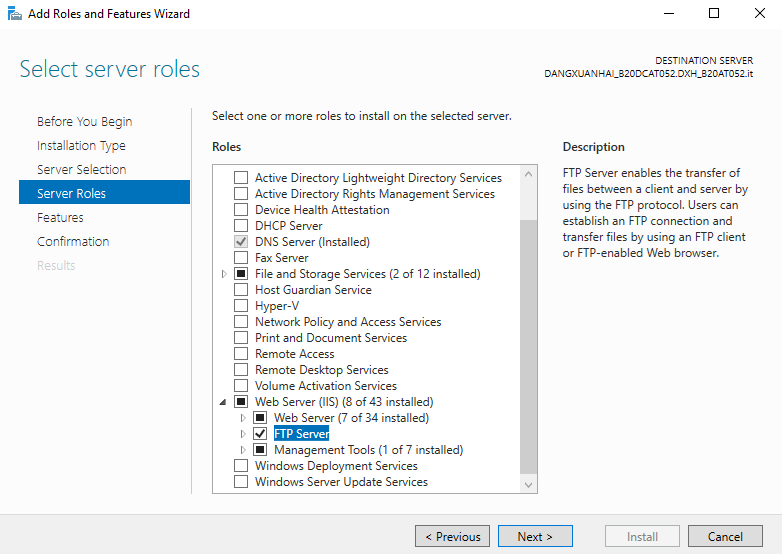 Add Roles and Features Wizard
Select server roles
DESTINATION SERVER
DANGXUANHAI_B20DCAT052.DXH_B20AT052.it
Before You Begin
Installation Type
Server Selection
Server Roles
Features
Confirmation
Results
Select one or more roles to install on the selected server.
Roles
Active Directory Lightweight Directory Services
Active Directory Rights Management Services
Device Health Attestation
DHCP Server
DNS Server (Installed)
Fax Server
File and Storage Services (2 of 12 installed)
Host Guardian Service
Hyper-V
Network Policy and Access Services
Print and Document Services
Remote Access
Remote Desktop Services
Volume Activation Services
Web Server (IIS) (8 of 43 installed)
Web Server (7 of 34 installed)
FTP Server
Management Tools (1 of 7 installed)
Windows Deployment Services
Windows Server Update Services
Description
FTP Server enables the transfer of
files between a client and server by
using the FTP protocol. Users can
establish an FTP connection and
transfer files by using an FTP client
or FTP-enabled Web browser.
< Previous
Next >
Install
Cancel